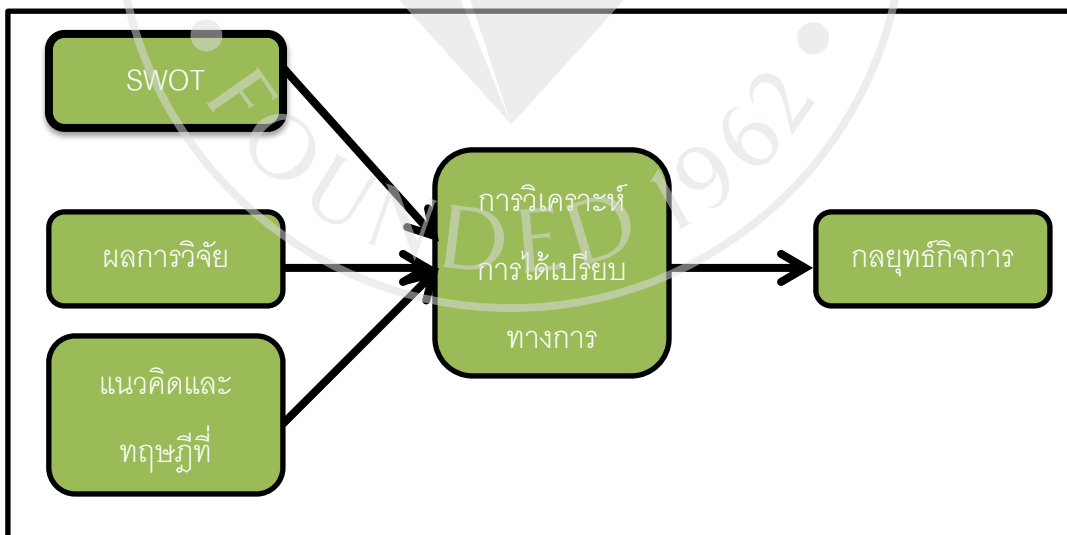 SWOT
ผลการวิจัย
แนวคิดและ
ทฤษฎีที่
การวิเคราะห์
การได้เปรียบ
ทางการ
กลยุทธ์กิจการ
FOUNDED 1962